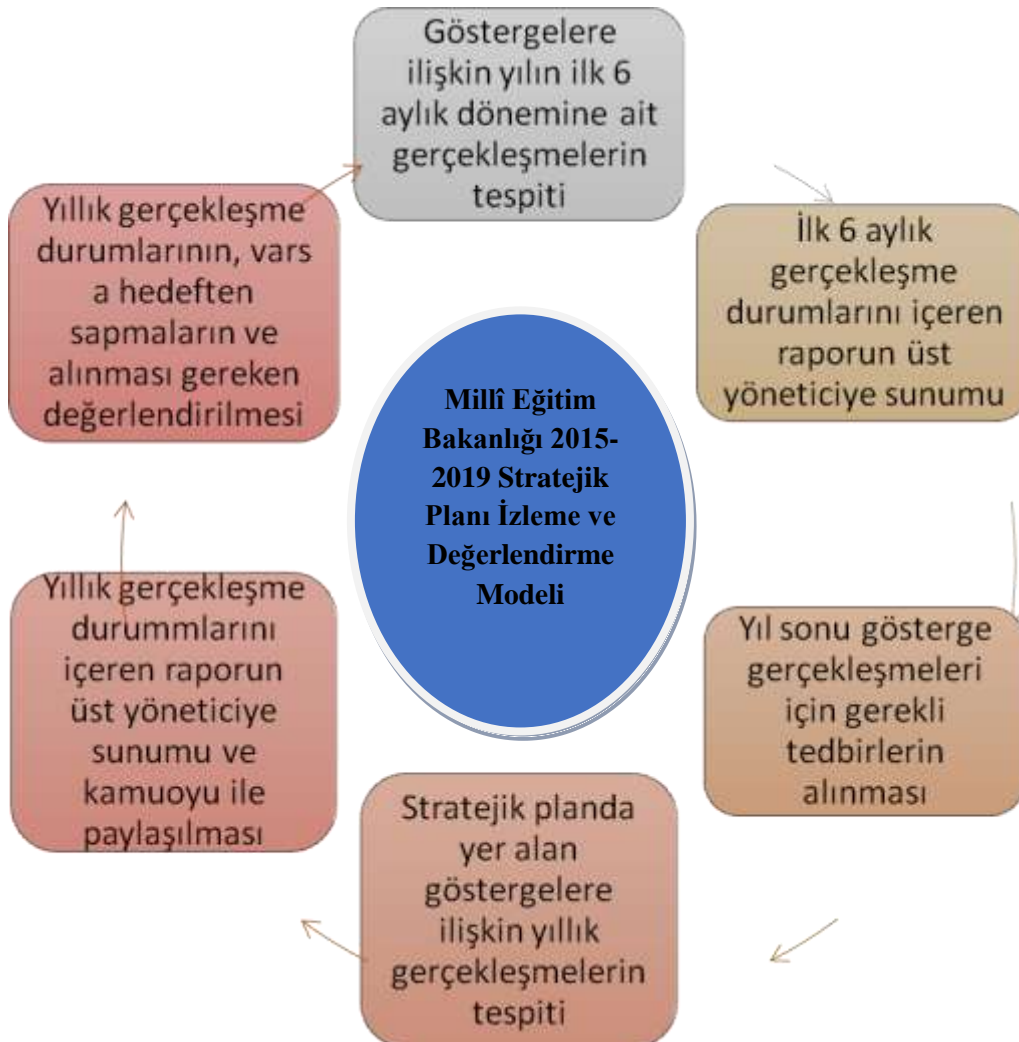 Göstergelere
ilişkin yılın ilk 6
aylık dönemine ait
gerçekleşmelerin
tespiti
İlk 6 aylık
gerçekleşme
durumlarını içeren
raporun üst
yöneticiye sunumu
Yıl sonu gösterge
gerçekleşmeleri
için gerekli
tedbirlerin
alınması
Stratejik planda
yer alan
göstergelere
ilişkin yıllık
gerçekleşmelerin
tespiti
Yıllık gerçekleşme
durummlarını
içeren raporun
üst yöneticiye
sunumu ve
kamuoyu ile
paylaşılması
Yıllık gerçekleşme
durumlarının, vars
a hedeften
sapmaların ve
alınması gereken
değerlendirilmesi
Millî Eğitim
Bakanlığı 2015-
2019 Stratejik
Planı İzleme ve
Değerlendirme
Modeli